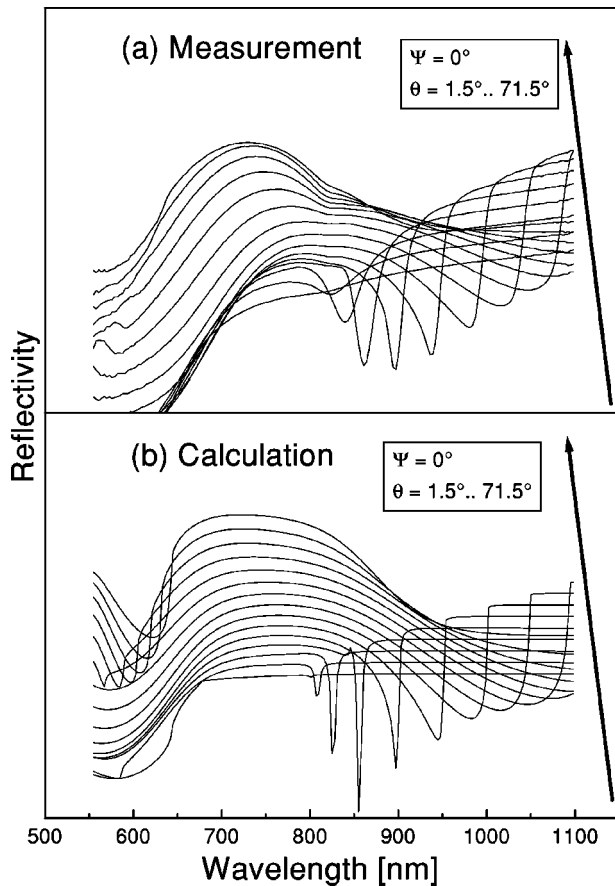 (a) Measurement
Ψ = 0°
θ = 1.5°.. 71.5°
Reflectivity
(b) Calculation
Ψ = 0°
θ = 1.5°.. 71.5°
500 600 700 800 900 1000 1100
Wavelength [nm]